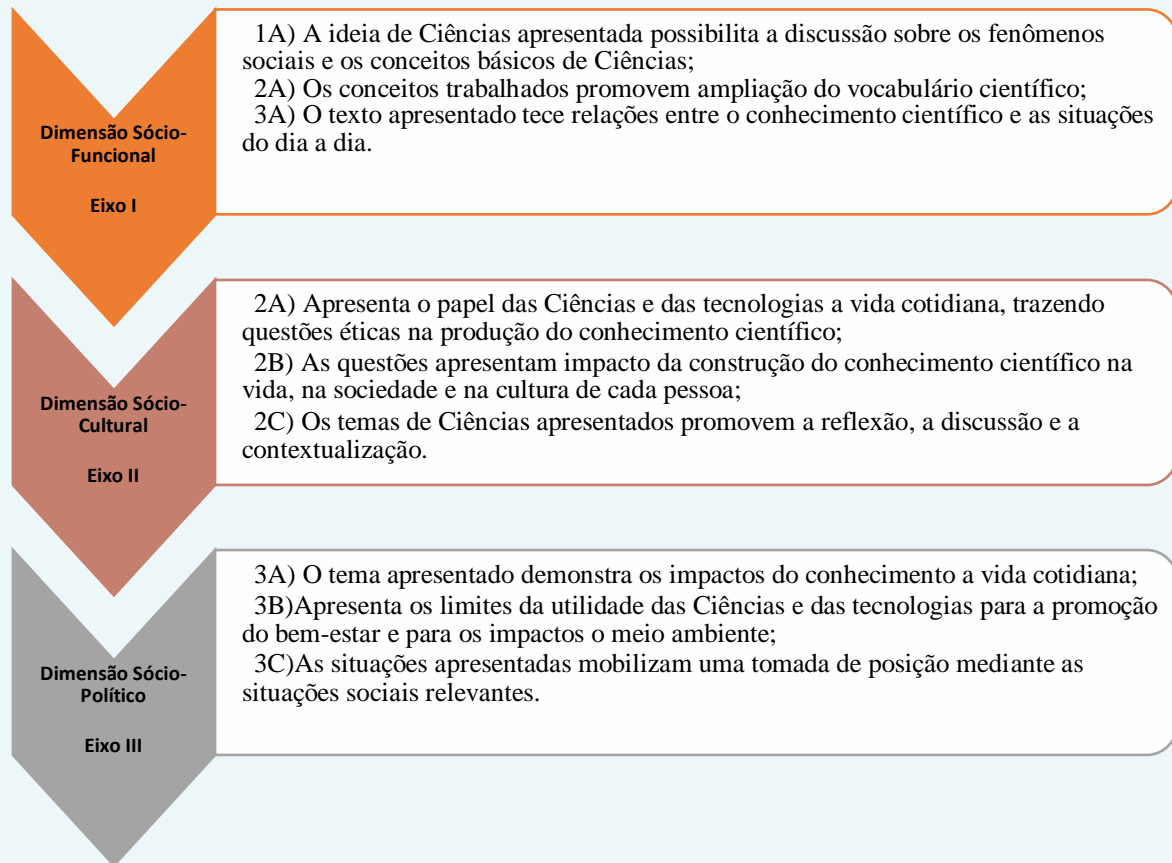 Dimensão Sócio-
Funcional
Eixo I
1A) A ideia de Ciências apresentada possibilita a discussão sobre os fenômenos
sociais e os conceitos básicos de Ciências;
2A) Os conceitos trabalhados promovem ampliação do vocabulário científico;
3A) O texto apresentado tece relações entre o conhecimento científico e as situações
do dia a dia.
Dimensão Sócio-
Cultural
Eixo II
2A) Apresenta o papel das Ciências e das tecnologias a vida cotidiana, trazendo
questões éticas na produção do conhecimento científico;
2B) As questões apresentam impacto da construção do conhecimento científico na
vida, na sociedade e na cultura de cada pessoa;
2C) Os temas de Ciências apresentados promovem a reflexão, a discussão e a
contextualização.
Dimensão Sócio-
Político
Eixo III
3A) O tema apresentado demonstra os impactos do conhecimento a vida cotidiana;
3B)Apresenta os limites da utilidade das Ciências e das tecnologias para a promoção
do bem-estar e para os impactos o meio ambiente;
3C)As situações apresentadas mobilizam uma tomada de posição mediante as
situações sociais relevantes.